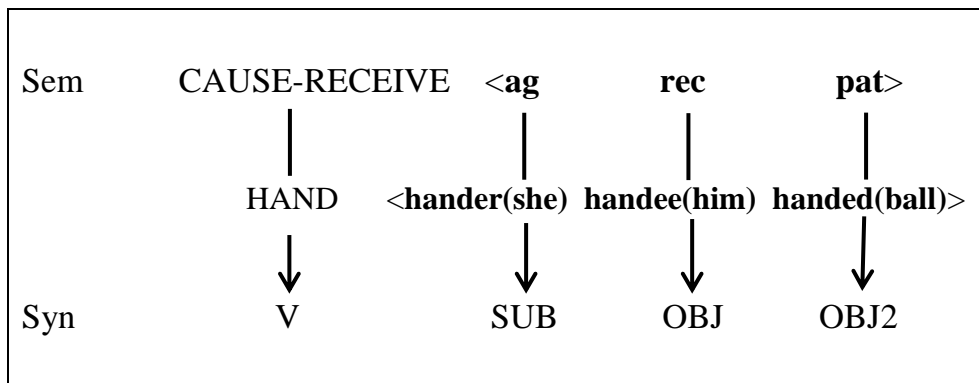 Sem CAUSE-RECEIVE <ag rec pat>
HAND <hander(she) handee(him) handed(ball)>
Syn V SUB OBJ OBJ2